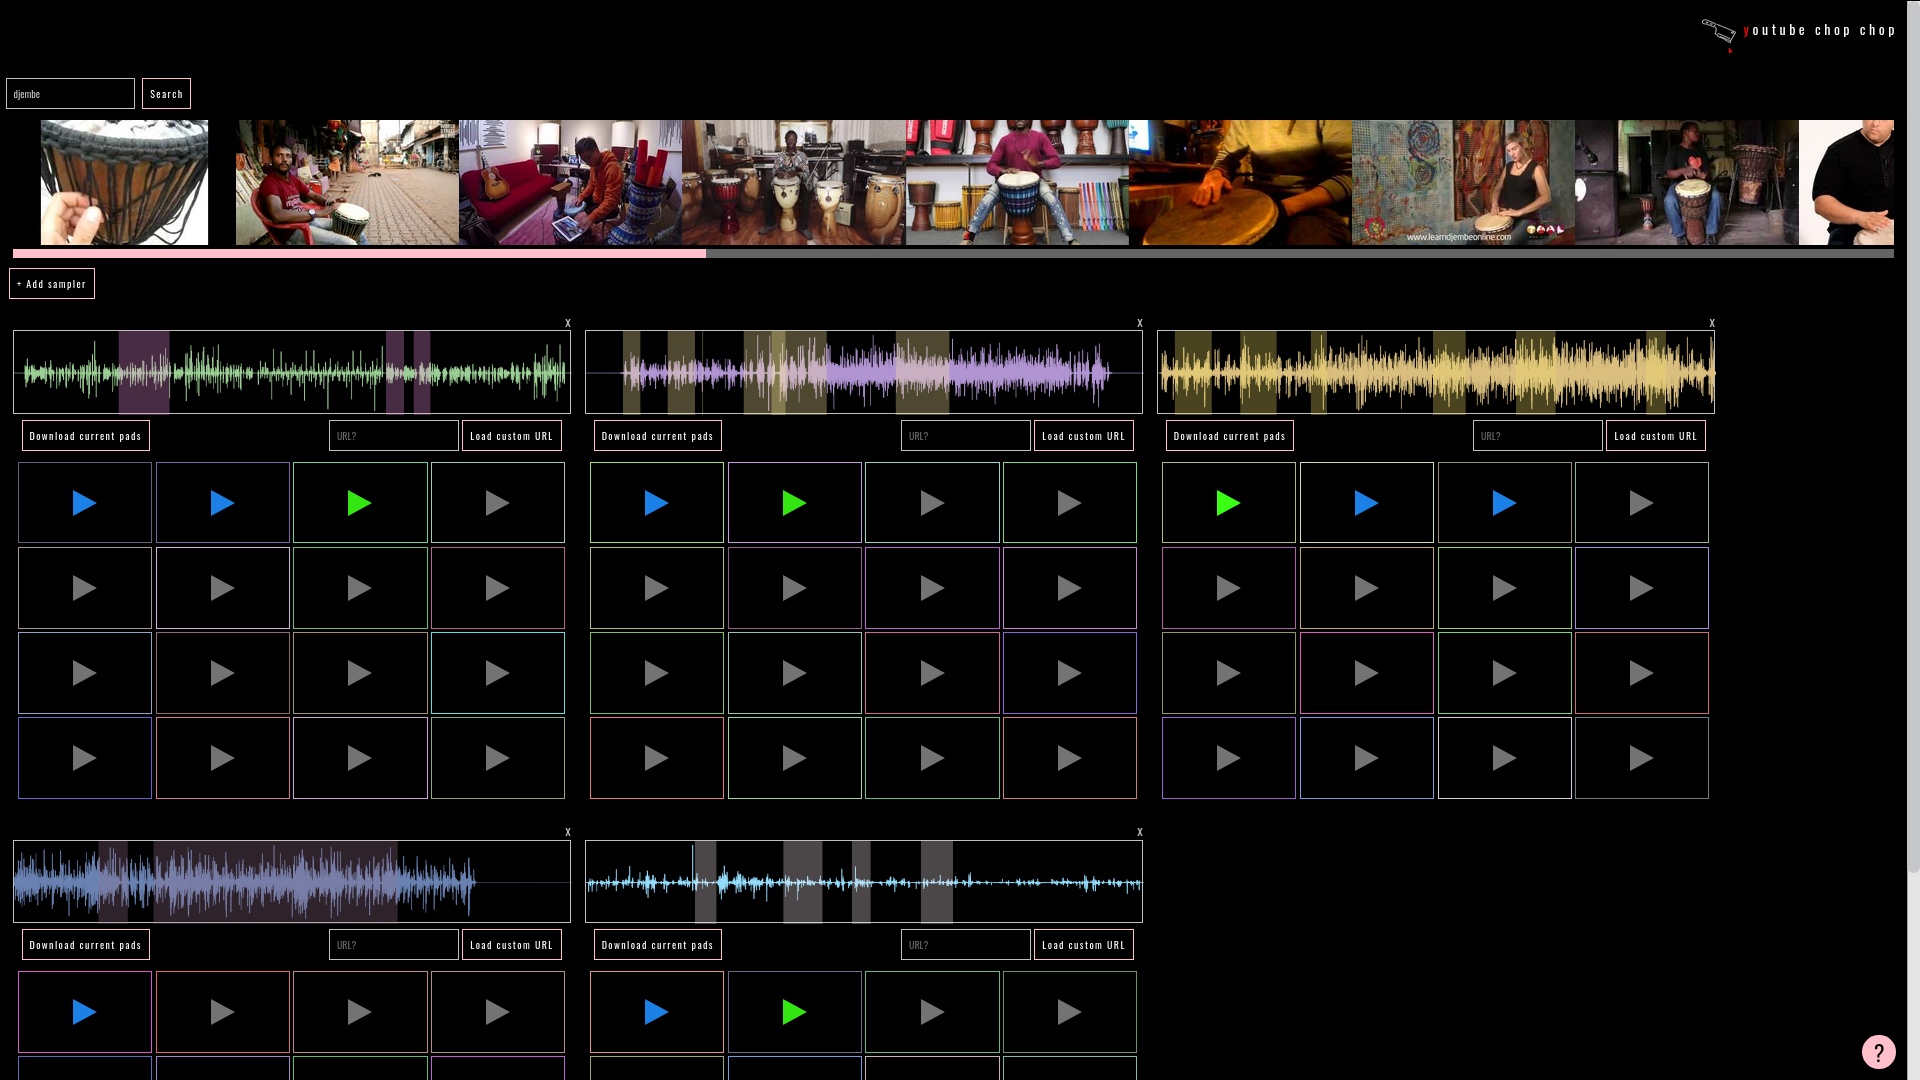 youtube chop chop
djembe
Search
www.learndjembeonline.com
+ Add sampler
X
X
X
Download current pads
URL?
Load custom URL
Download current pads
URL?
Load custom URL
Download current pads
URL?
Load custom URL
X
X
Download current pads
URL?
Load custom URL
Download current pads
URL?
Load custom URL
?